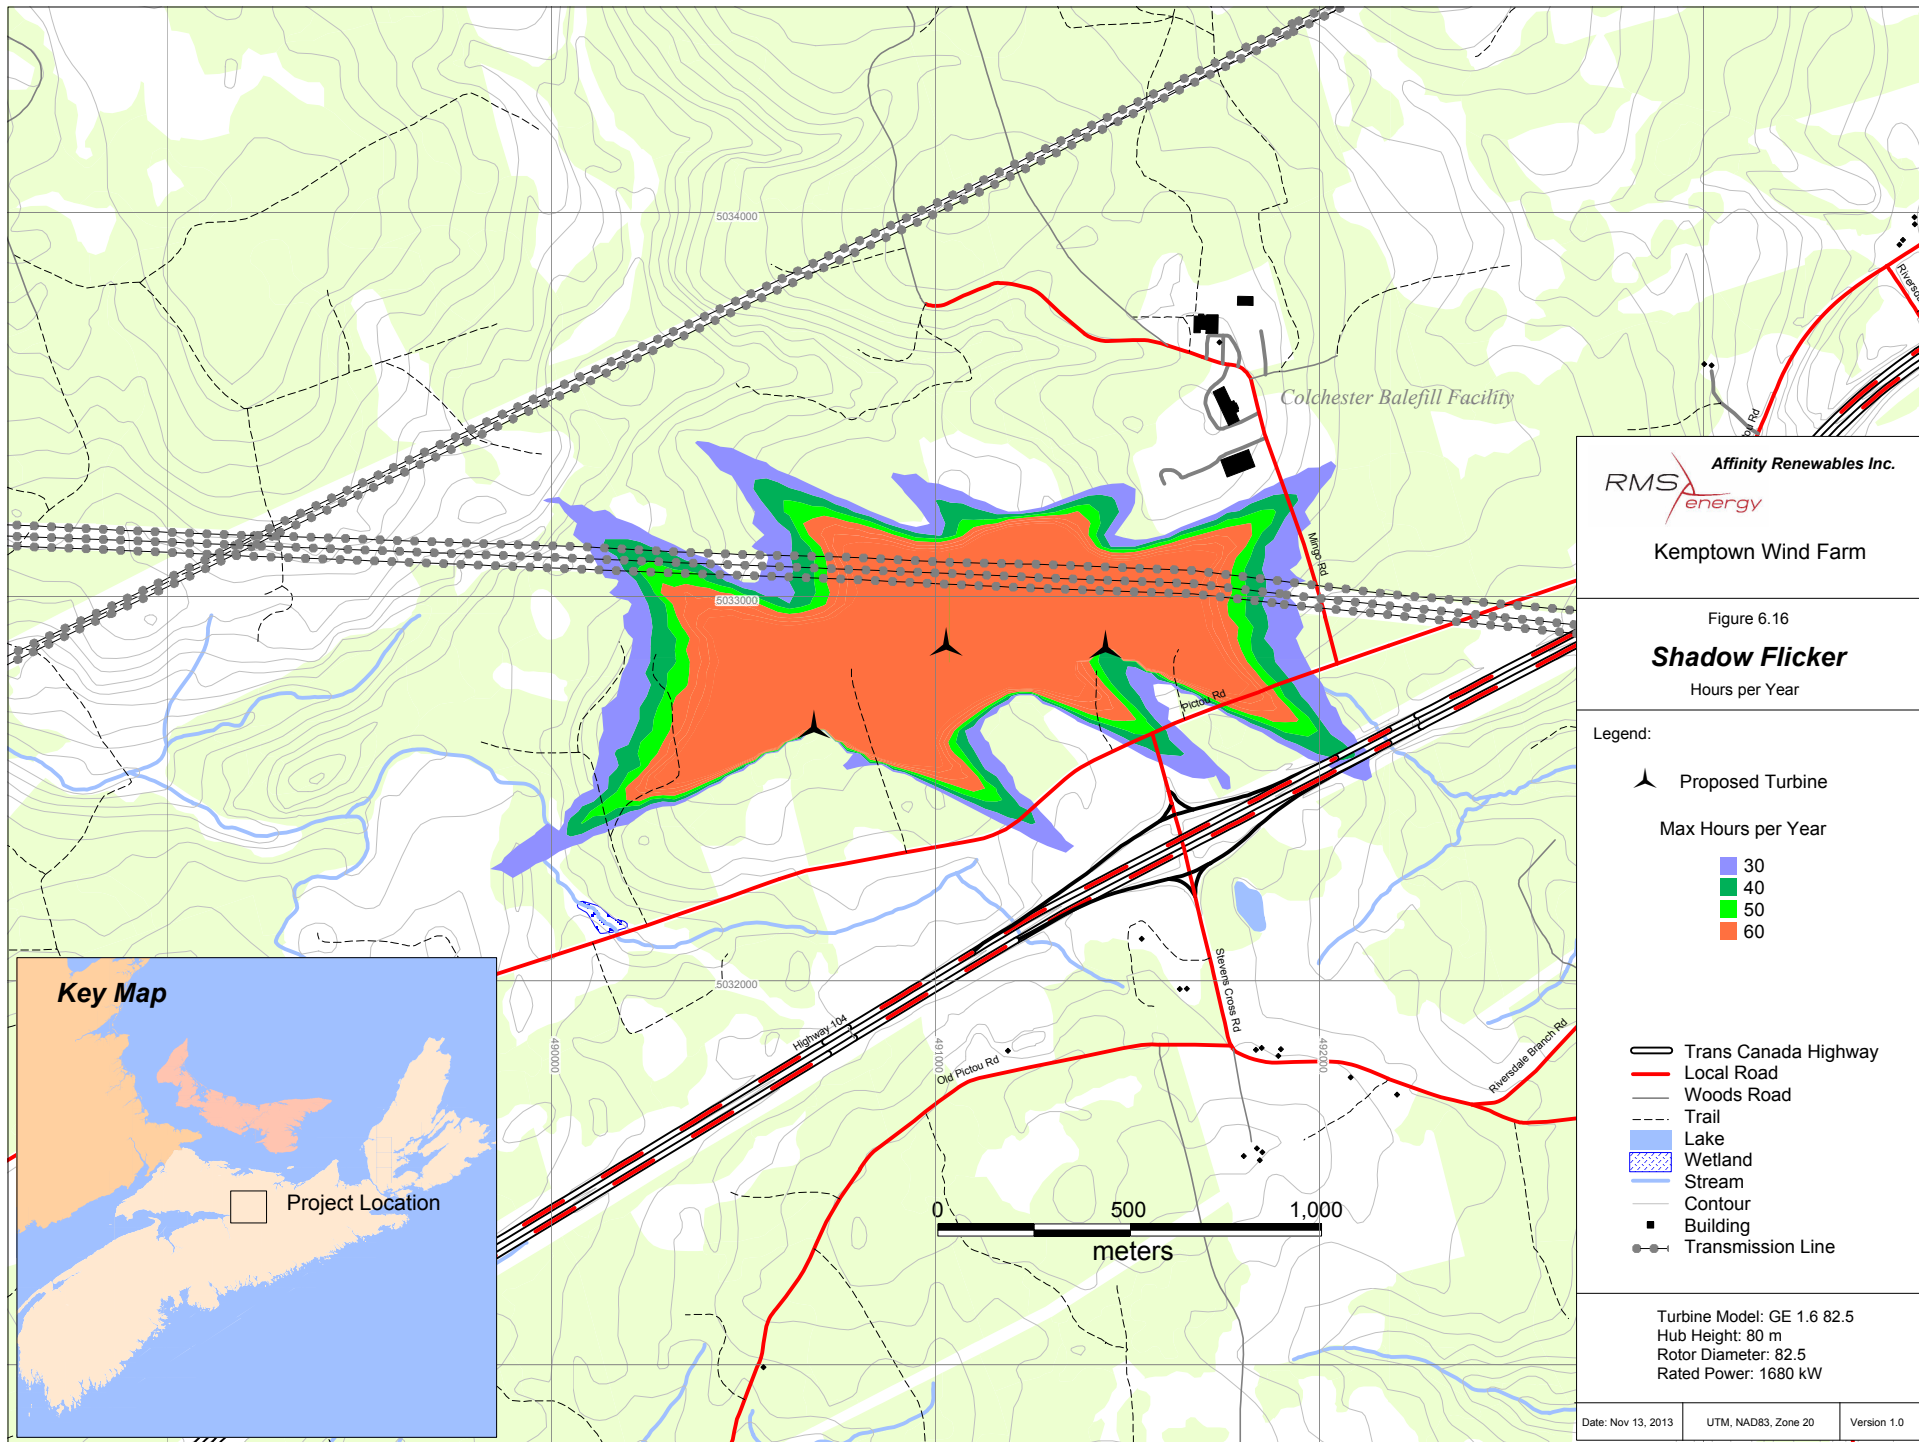 5034000
Colchester Balefill Facility
Mingo Rd
5033000
Pictou Rd
5032000
Highway 104
490000
491000
492000
Stevens Cross Rd
Old Pictou Rd
Riversdale Branch Rd
0 500 1,000
meters
Key Map
Project Location
Affinity Renewables Inc.
RMS
energy
Kemptown Wind Farm
Figure 6.16
Shadow Flicker
Hours per Year
Legend:
Proposed Turbine
Max Hours per Year
30
40
50
60
Trans Canada Highway
Local Road
Woods Road
Trail
Lake
Wetland
Stream
Contour
Building
Transmission Line
Turbine Model: GE 1.6 82.5
Hub Height: 80 m
Rotor Diameter: 82.5
Rated Power: 1680 kW
Date: Nov 13, 2013
UTM, NAD83, Zone 20
Version 1.0